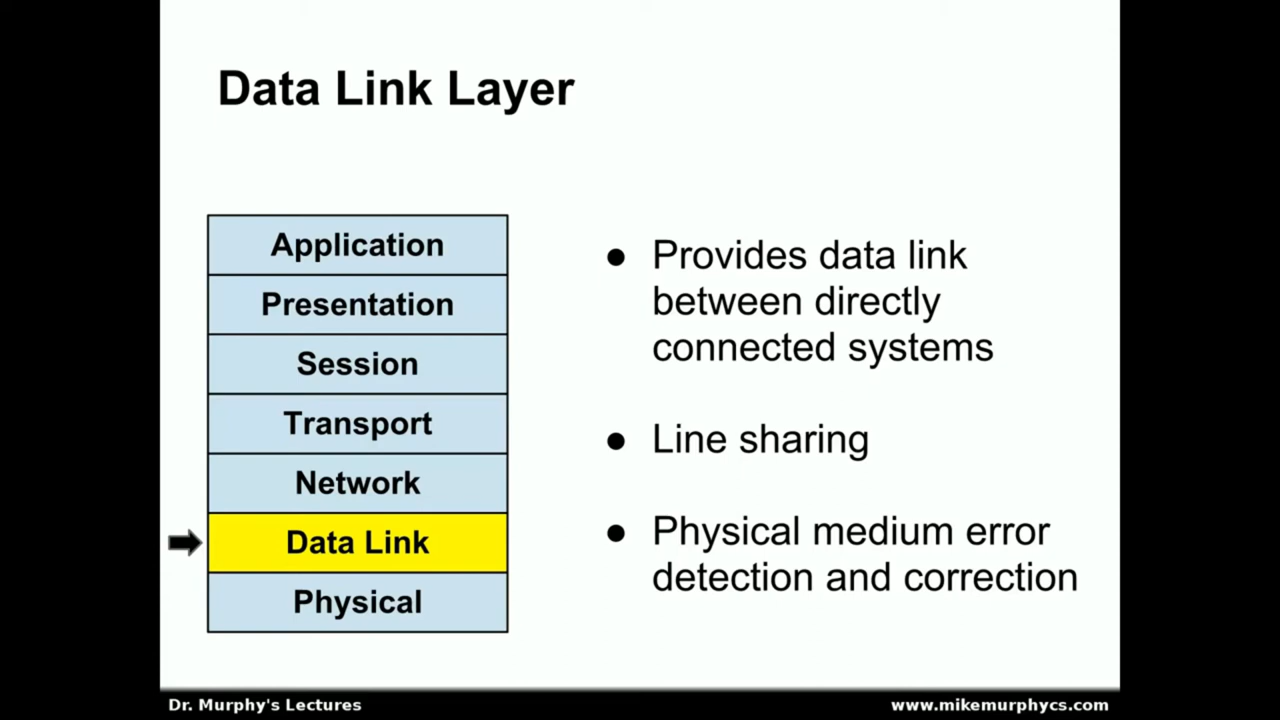 Data Link Layer
Application
Presentation
Session
Transport
Network
Data Link
Physical
● Provides data link
between directly
connected systems
● Line sharing
● Physical medium error
detection and correction
Dr. Murphy's Lectures
www.mikemurphycs.com